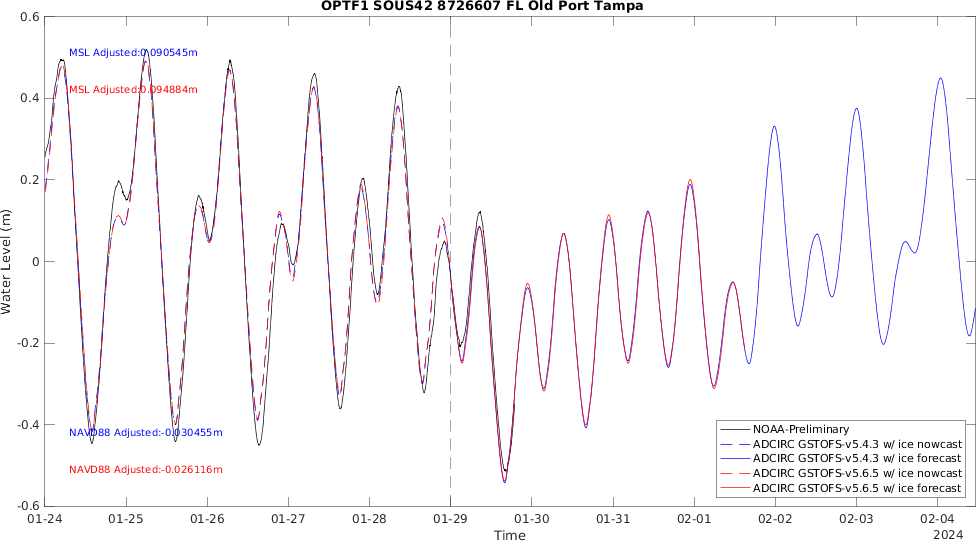 OPTF1 SOUS42 8726607 FL Old Port Tampa
0.6
0.4
0.2
0
-0.2
-0.4
-0.6
Water Level (m)
MSL Adjusted:0.090545m
MSL Adjusted:0.094884m
NAVD88 Adjusted:-0.030455m
NAVD88 Adjusted:-0.026116m
NOAA-Preliminary
ADCIRC GSTOFS-v5.4.3 w/ ice nowcast
ADCIRC GSTOFS-v5.4.3 w/ ice forecast
ADCIRC GSTOFS-v5.6.5 w/ ice nowcast
ADCIRC GSTOFS-v5.6.5 w/ ice forecast
01-24 01-25 01-26 01-27 01-28 01-29 01-30 01-31 02-01 02-02 02-03 02-04
Time 2024